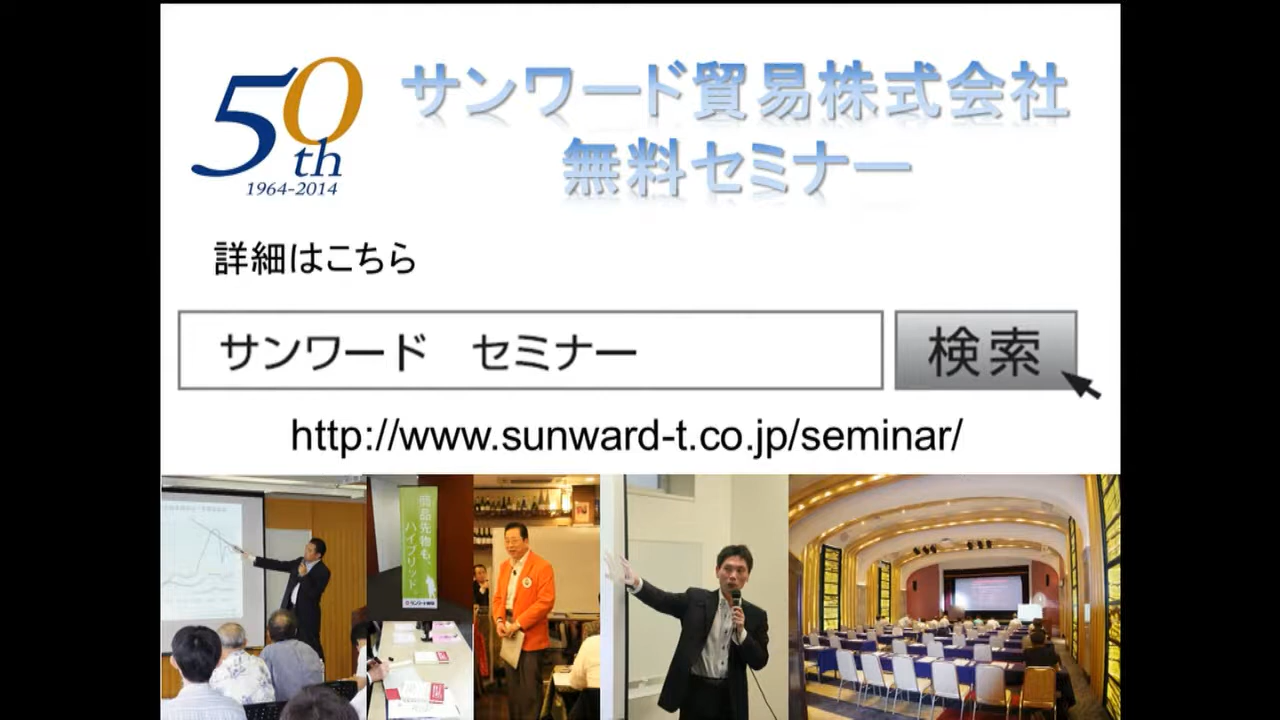 50th
1964-2014
サンワード貿易株式会社
無料セミナー
詳細はこちら
サンワード セミナー
検索
http://www.sunward-t.co.jp/seminar/
商品先物も、
ハイブリッド。